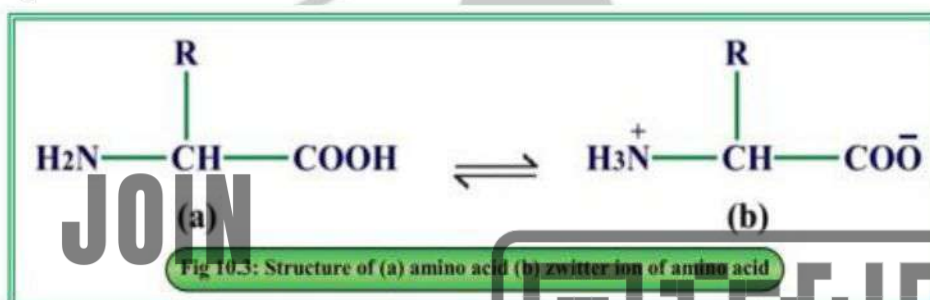 R R
H2N CH COOH ⇌ H3N⁺ CH COO⁻
JOIN
(a) (b)
Fig 10.3: Structure of (a) amino acid (b) zwitter ion of amino acid